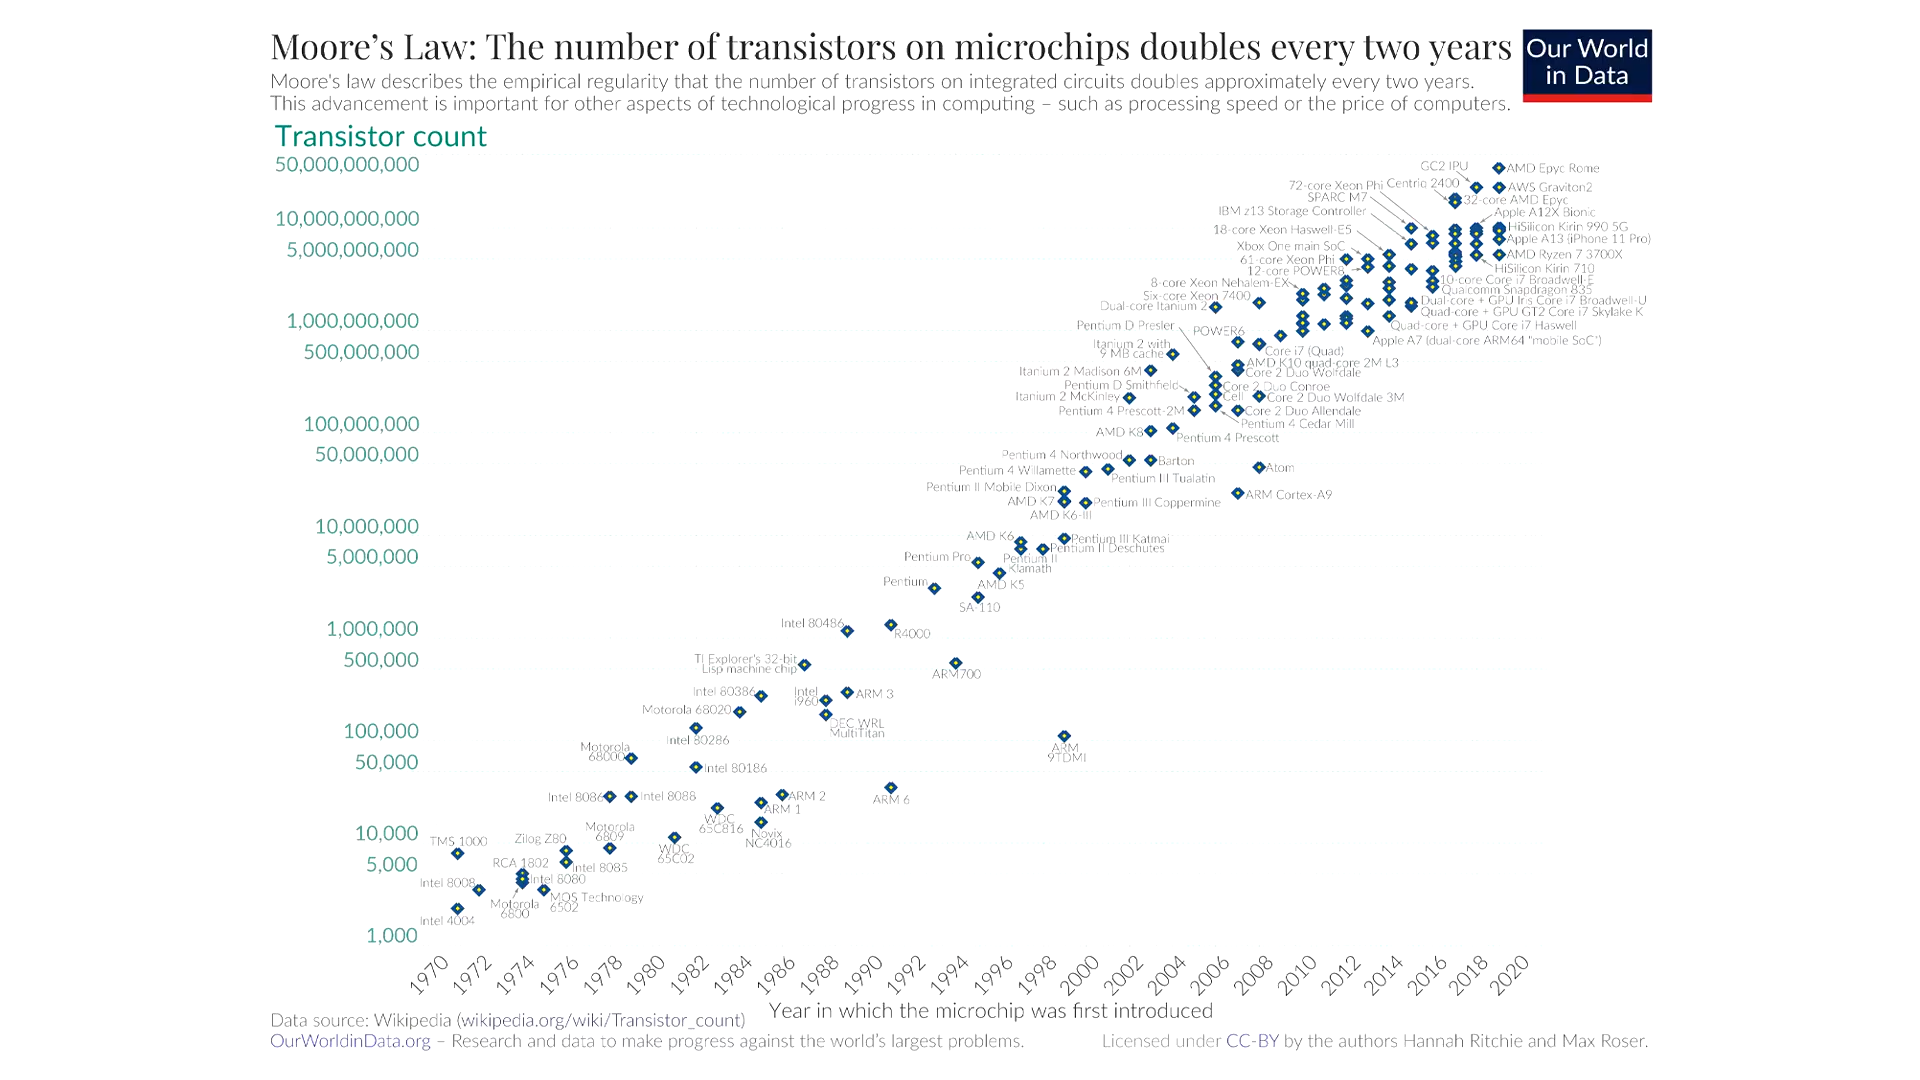 Moore's Law: The number of transistors on microchips doubles every two years
Our World
in Data
Moore's law describes the empirical regularity that the number of transistors on integrated circuits doubles approximately every two years.
This advancement is important for other aspects of technological progress in computing – such as processing speed or the price of computers.
Transistor count
50,000,000,000
10,000,000,000
5,000,000,000
1,000,000,000
500,000,000
100,000,000
50,000,000
10,000,000
5,000,000
1,000,000
500,000
100,000
50,000
10,000
5,000
1,000
GC2 IPU
AMD Epyc Rome
72-core Xeon Phi
Centriq 2400
AWS Graviton2
SPARC M7
32-core AMD Epyc
IBM z13 Storage Controller
Apple A12X Bionic
18-core Xeon Haswell-E5
HiSilicon Kirin 990 5G
Apple A13 (iPhone 11 Pro)
Xbox One main SoC
61-core Xeon Phi
AMD Ryzen 7 3700X
12-core POWER8
HiSilicon Kirin 710
8-core Xeon Nehalem-EX
10-core Core i7 Broadwell-E
Six-core Xeon 7400
Qualcomm Snapdragon 835
Dual-core Itanium 2
Dual-core + GPU Iris Core i7 Broadwell-U
Quad-core + GPU GT2 Core i7 Skylake K
Pentium D Presler
POWER6
Quad-core + GPU Core i7 Haswell
Apple A7 (dual-core ARM64 "mobile SoC")
Itanium 2 with
9 MB cache
Core i7 (Quad)
AMD K10 quad-core 2M L3
Itanium 2 Madison 6M
Core 2 Duo Wolfdale
Pentium D Smithfield
Core 2 Duo Conroe
Itanium 2 McKinley
Cell
Core 2 Duo Wolfdale 3M
Pentium 4 Prescott-2M
Core 2 Duo Allendale
Pentium 4 Cedar Mill
AMD K8
Pentium 4 Prescott
Pentium 4 Northwood
Barton
Pentium 4 Willamette
Pentium III Tualatin
Atom
Pentium II Mobile Dixon
ARM Cortex-A9
AMD K7
Pentium III Coppermine
AMD K6-III
AMD K6
Pentium III Katmai
Pentium II Deschutes
Pentium Pro
Pentium II
Klamath
Pentium
AMD K5
SA-110
Intel 80486
R4000
TI Explorer's 32-bit
Lisp machine chip
ARM700
Intel 80386
Intel
i960
ARM 3
Motorola 68020
DEC WRL
MultiTitan
Intel 80286
Motorola
68000
ARM
9TDMI
Intel 80186
Intel 8086
Intel 8088
ARM 2
ARM 6
ARM 1
WDC
65C816
Novix
NC4016
Motorola
6809
TMS 1000
Zilog Z80
WDC
65C02
RCA 1802
Intel 8085
Intel 8008
Intel 8080
MOS Technology
6502
Motorola
6800
Intel 4004
1970
1972
1974
1976
1978
1980
1982
1984
1986
1988
1990
1992
1994
1996
1998
2000
2002
2004
2006
2008
2010
2012
2014
2016
2018
2020
Year in which the microchip was first introduced
Data source: Wikipedia (wikipedia.org/wiki/Transistor_count)
OurWorldinData.org – Research and data to make progress against the world's largest problems.
Licensed under CC-BY by the authors Hannah Ritchie and Max Roser.